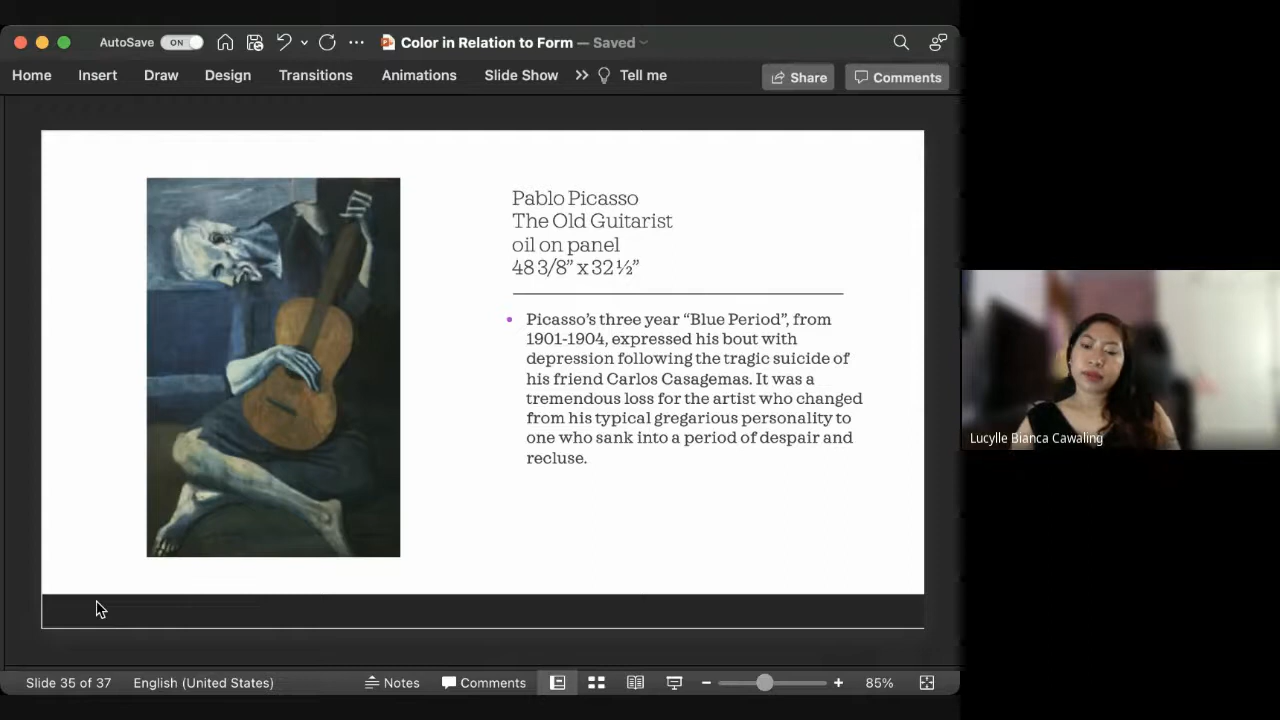 AutoSave ON Color in Relation to Form — Saved
Home Insert Draw Design Transitions Animations Slide Show Tell me Share Comments
Pablo Picasso
The Old Guitarist
oil on panel
48 3/8” x 32 ½”
Picasso’s three year “Blue Period”, from
1901-1904, expressed his bout with
depression following the tragic suicide of
his friend Carlos Casagemas. It was a
tremendous loss for the artist who changed
from his typical gregarious personality to
one who sank into a period of despair and
recluse.
Lucylle Bianca Cawaling
Slide 35 of 37 English (United States) Notes Comments 85%